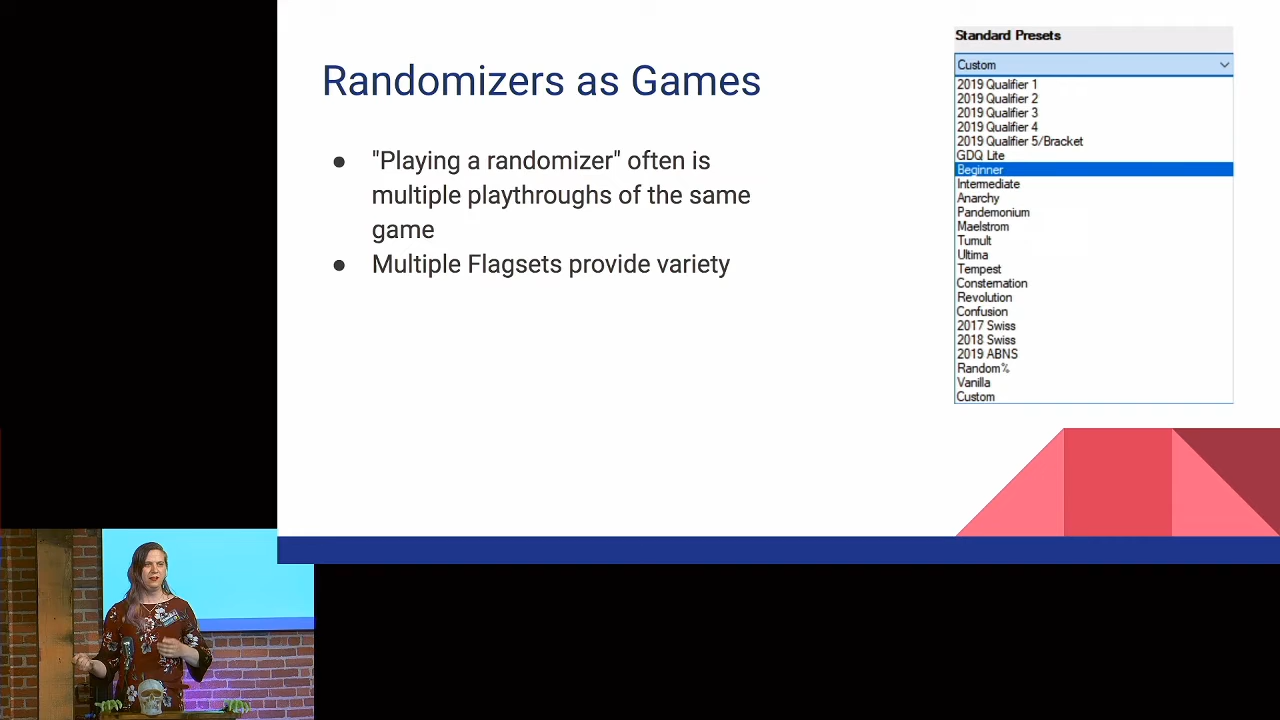 Randomizers as Games
● "Playing a randomizer" often is
multiple playthroughs of the same
game
● Multiple Flagsets provide variety
Standard Presets
Custom
2019 Qualifier 1
2019 Qualifier 2
2019 Qualifier 3
2019 Qualifier 4
2019 Qualifier 5/Bracket
GDQ Lite
Beginner
Intermediate
Anarchy
Pandemonium
Maelstrom
Tumult
Ultima
Tempest
Consternation
Revolution
Confusion
2017 Swiss
2018 Swiss
2019 ABNS
Random%
Vanilla
Custom